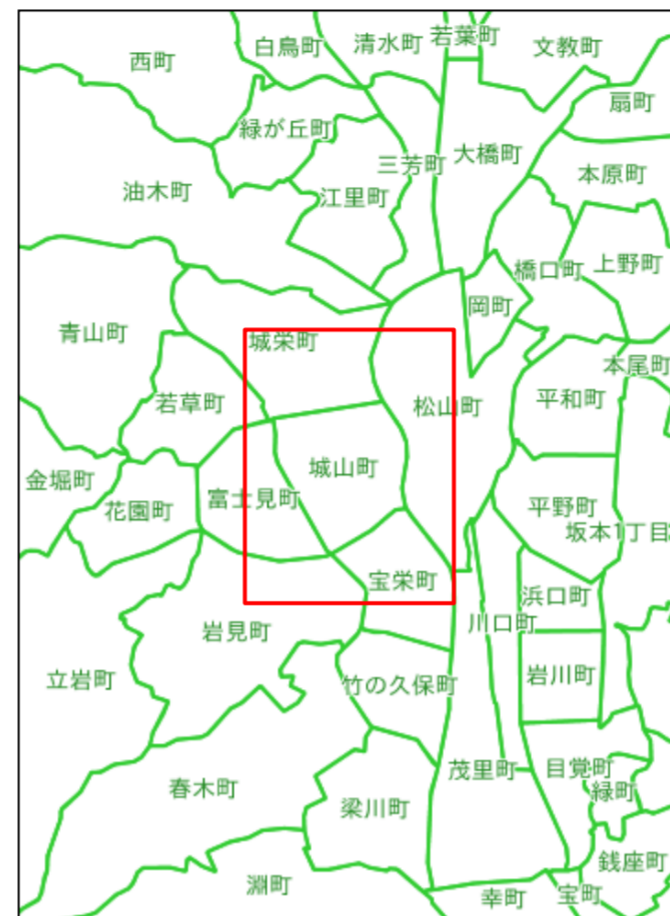 若葉町
清水町
白鳥町
文教町
西町
扇町
緑が丘町
大橋町
三芳町
本原町
油木町
江里町
上野町
橋口町
岡町
青山町
城栄町
本尾町
平和町
若草町
松山町
城山町
金堀町
富士見町
平野町
花園町
坂本1丁目
宝栄町
浜口町
川口町
岩見町
岩川町
立岩町
竹の久保町
茂里町
目覚町
春木町
緑町
梁川町
銭座町
淵町
宝町
幸町